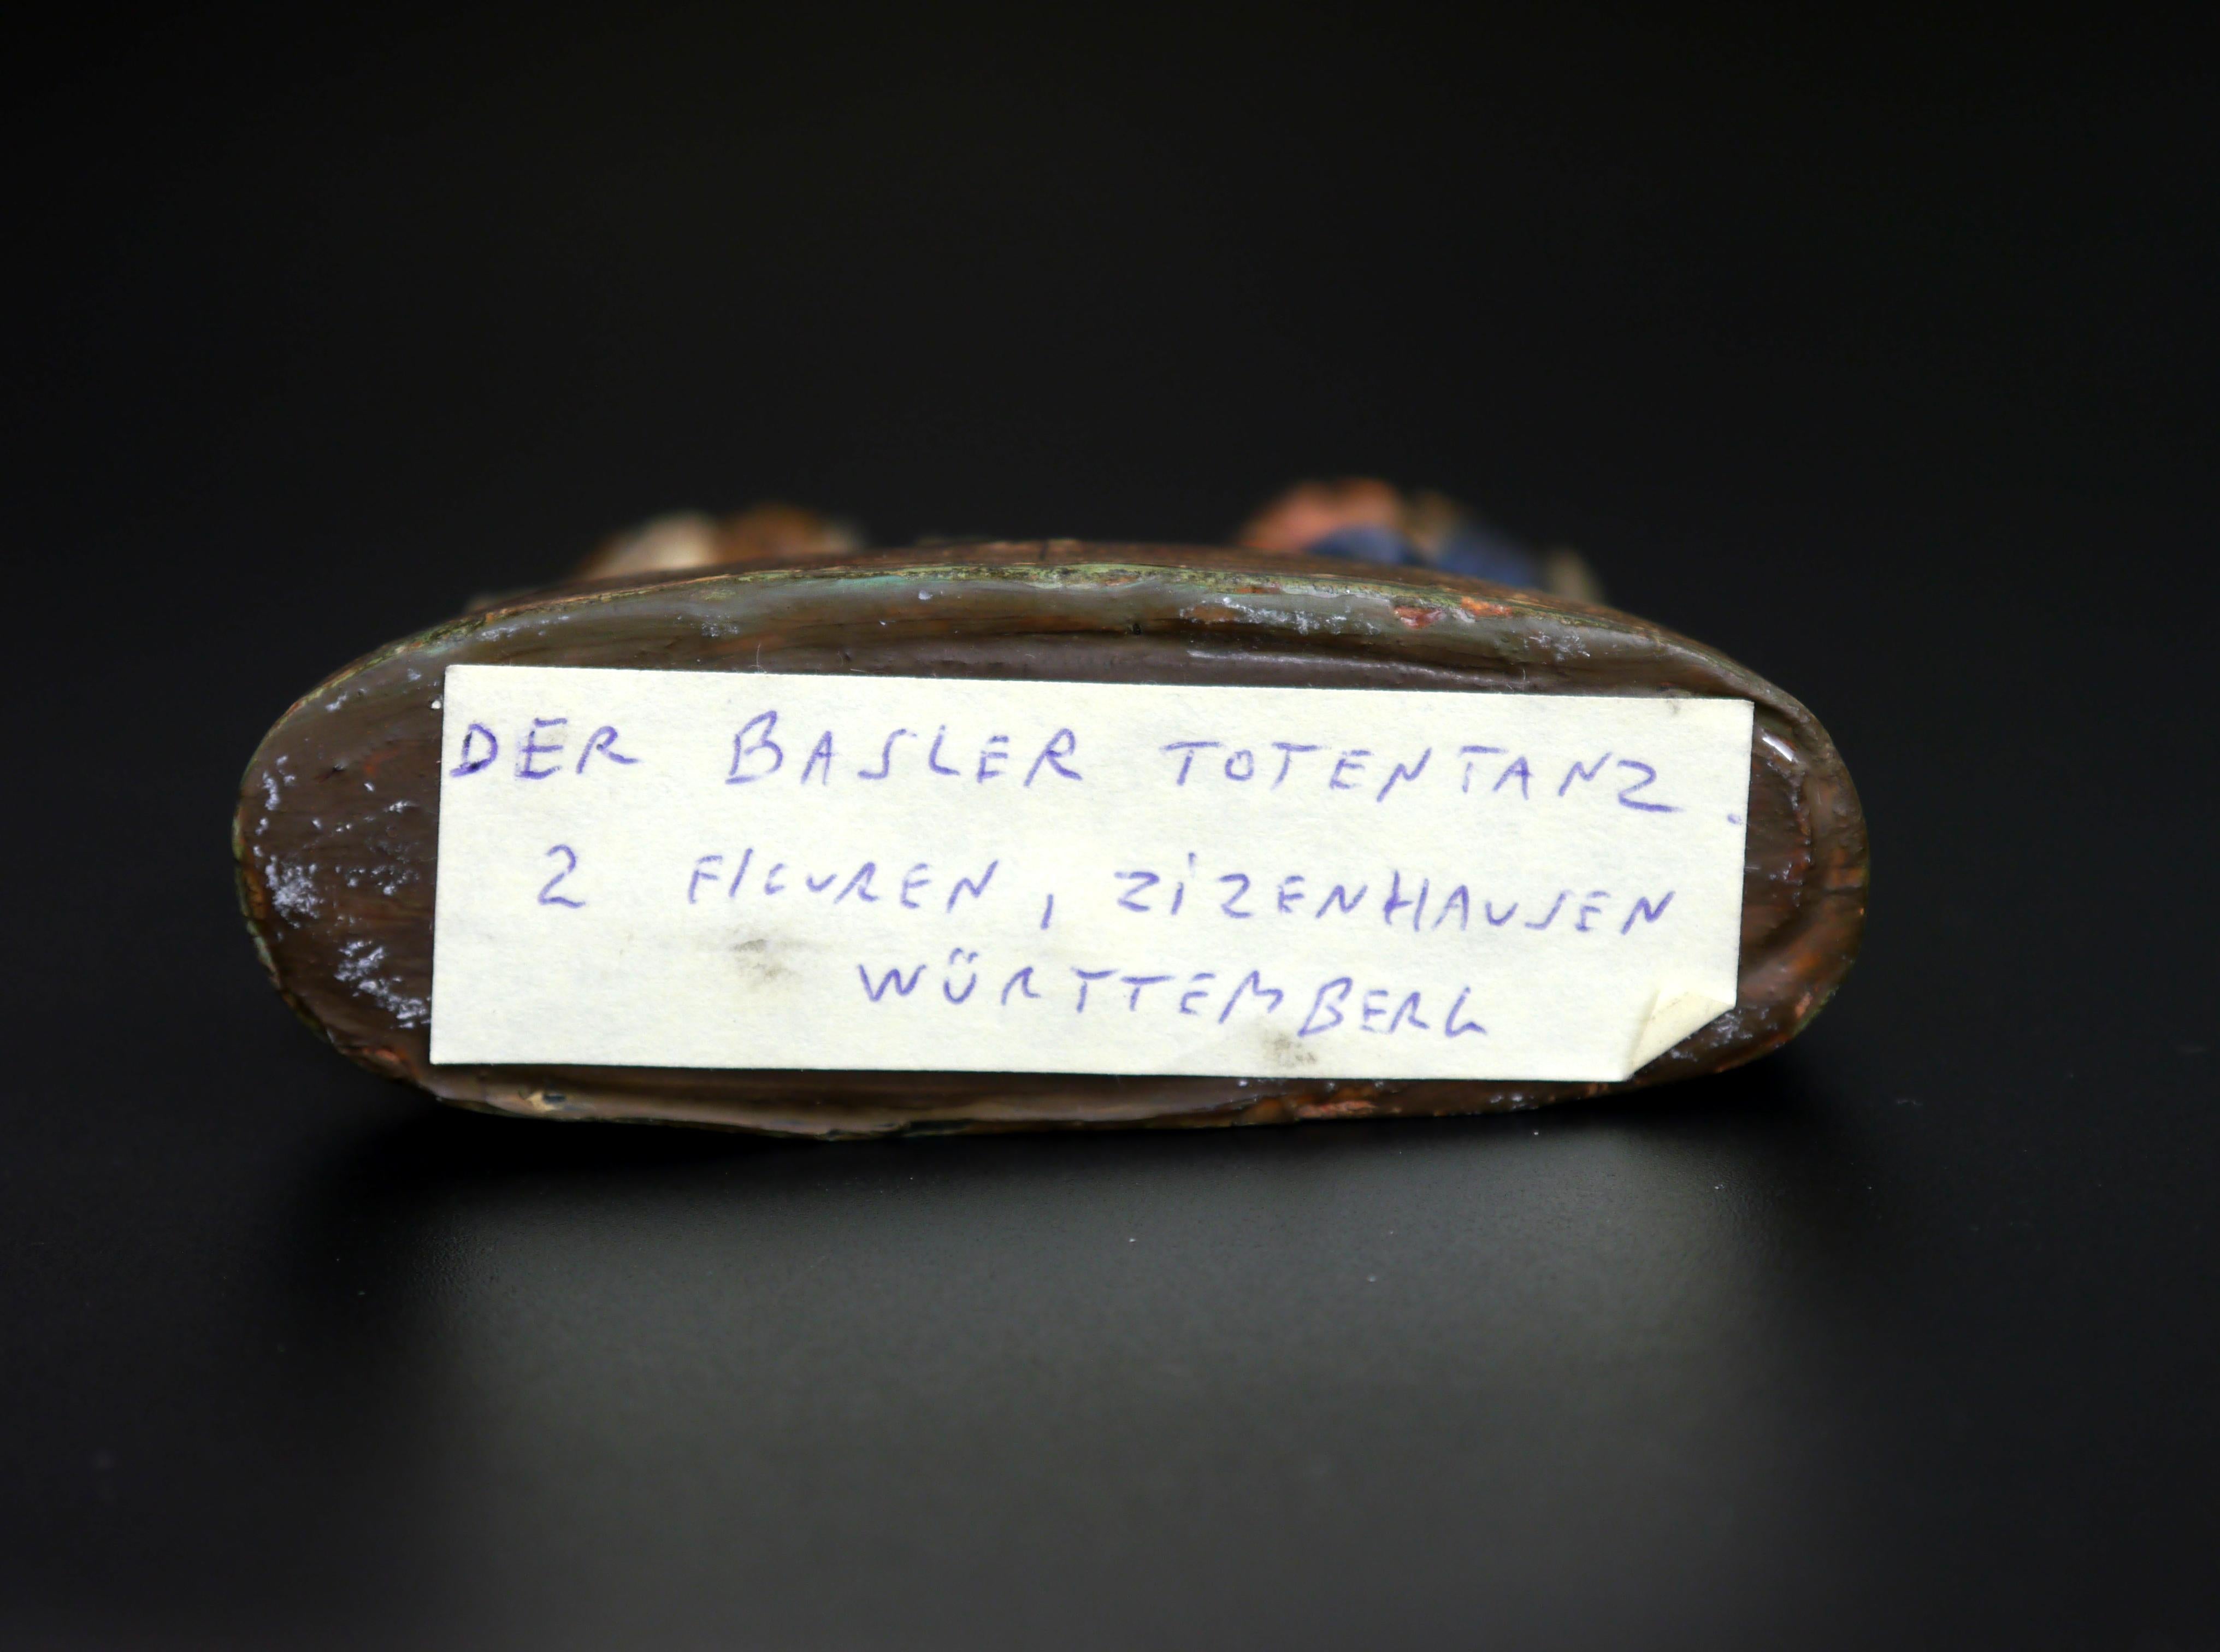 DER BASLER TOTENTANZ.
2 FIGUREN, ZIZENHAUSEN
WÜRTTEMBERG